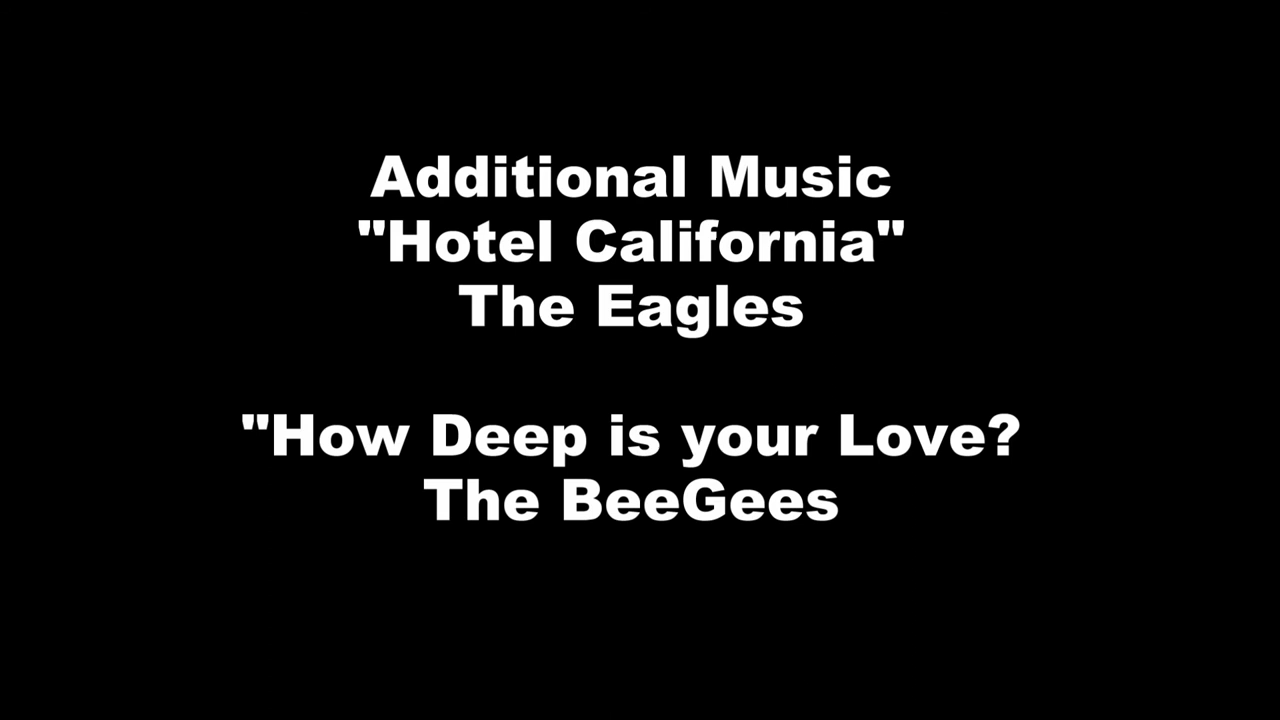 Additional Music
"Hotel California"
The Eagles
"How Deep is your Love?
The BeeGees